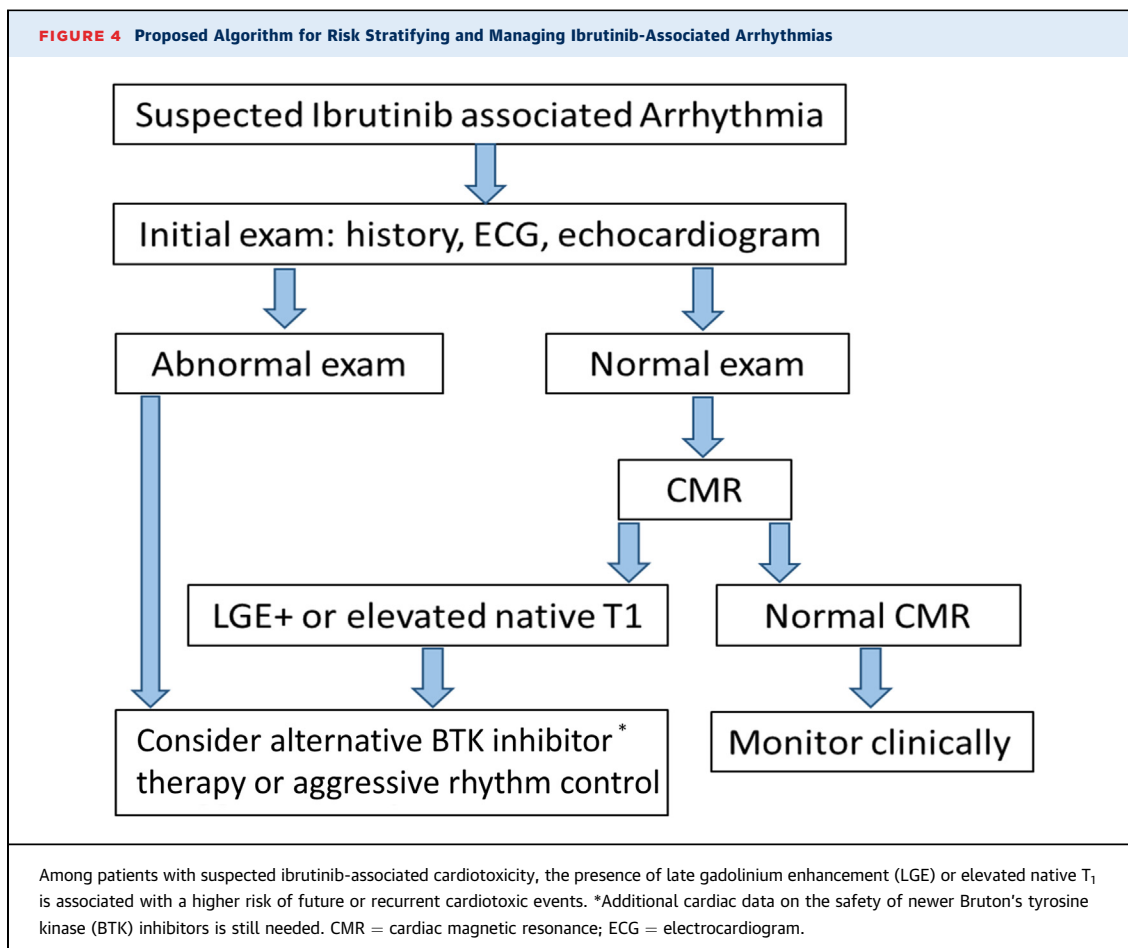 FIGURE 4 Proposed Algorithm for Risk Stratifying and Managing Ibrutinib-Associated Arrhythmias
Suspected Ibrutinib associated Arrhythmia
Initial exam: history, ECG, echocardiogram
Abnormal exam
Normal exam
CMR
LGE+ or elevated native T1
Normal CMR
Consider alternative BTK inhibitor*
therapy or aggressive rhythm control
Monitor clinically
Among patients with suspected ibrutinib-associated cardiotoxicity, the presence of late gadolinium enhancement (LGE) or elevated native T₁
is associated with a higher risk of future or recurrent cardiotoxic events. *Additional cardiac data on the safety of newer Bruton's tyrosine
kinase (BTK) inhibitors is still needed. CMR = cardiac magnetic resonance; ECG = electrocardiogram.